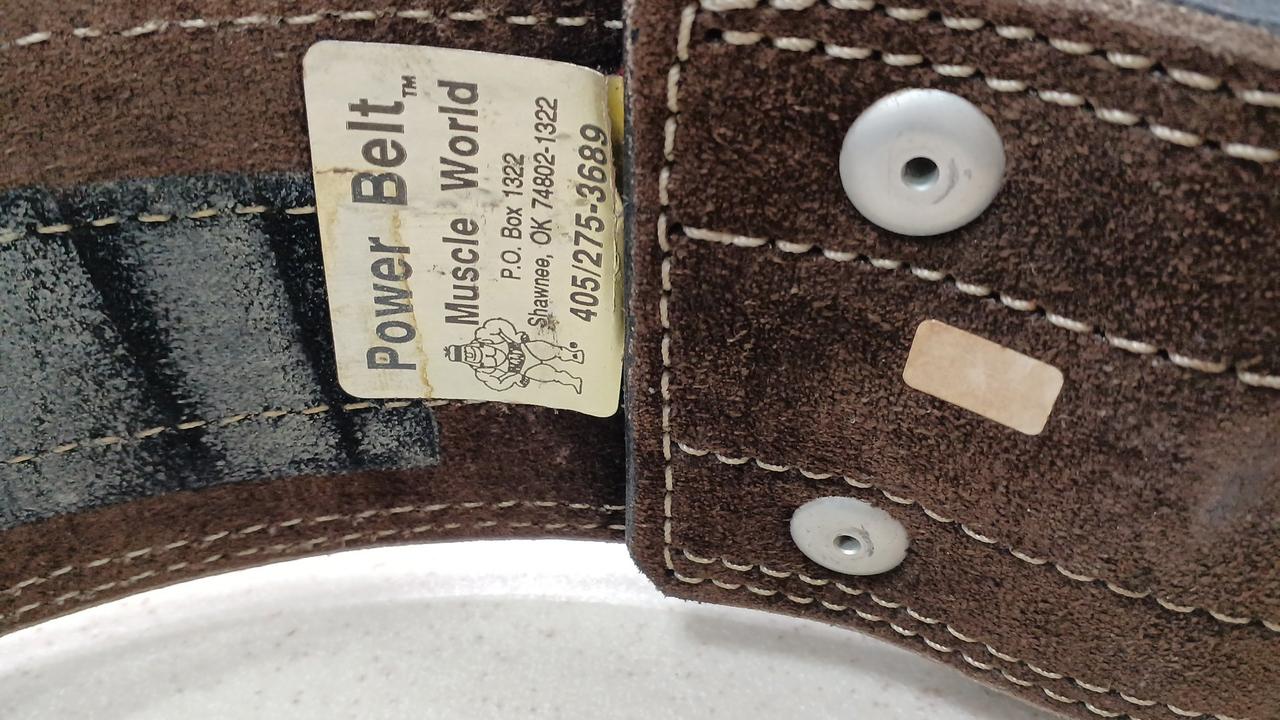 Power Belt™
Muscle World
P.O. Box 1322
Shawnee, OK 74802-1322
405/275-3689